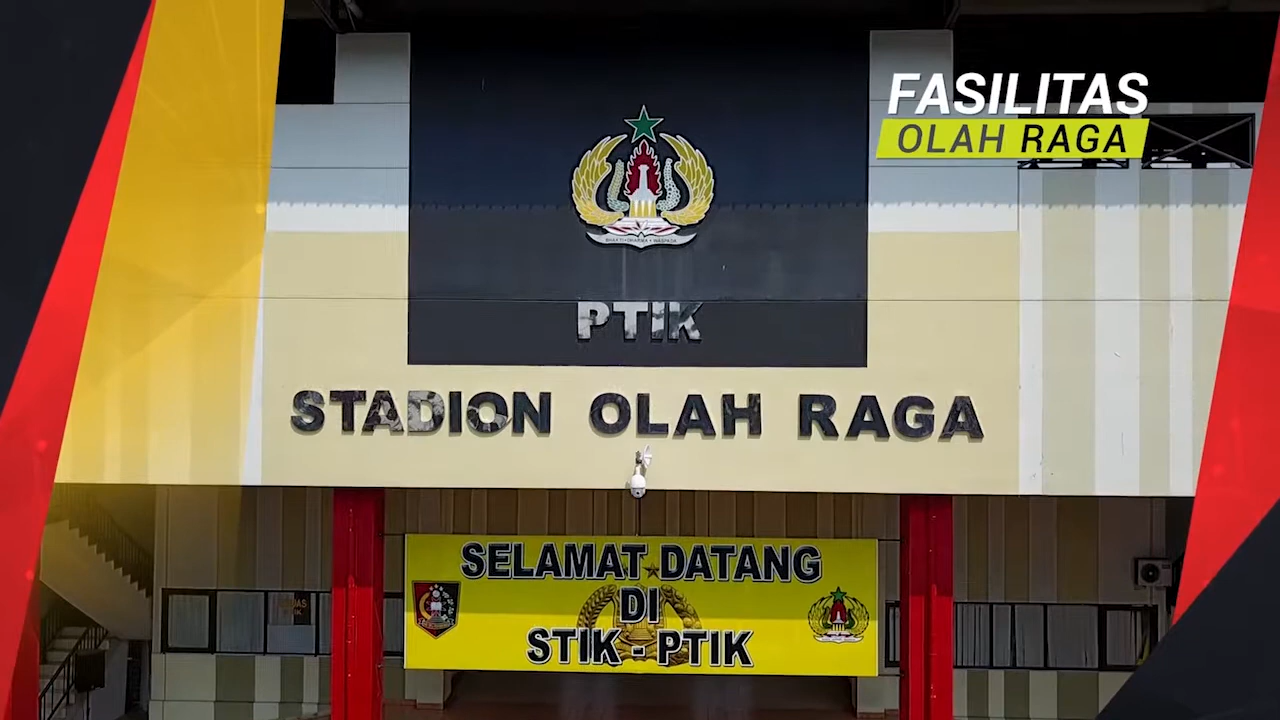 FASILITAS
OLAH RAGA
PTIK
STADION OLAH RAGA
SELAMAT DATANG
DI
STIK - PTIK